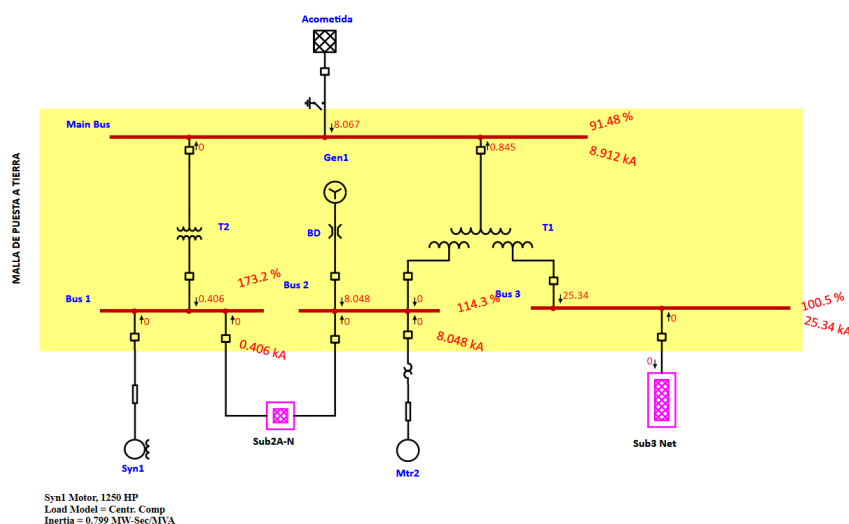 Acometida
Main Bus
8.067
91.48 %
0
Gen1
0.845
8.912 kA
MALLA DE PUESTA A TIERRA
T2
BD
T1
173.2 %
Bus 1
0.406
Bus 2
8.048
0
114.3 %
Bus 3
25.34
100.5 %
0
0
0
0
0
25.34 kA
0.406 kA
8.048 kA
0
Sub2A-N
Sub3 Net
Syn1
Mtr2
Syn1 Motor, 1250 HP
Load Model = Centr. Comp
Inertia = 0.799 MW-Sec/MVA